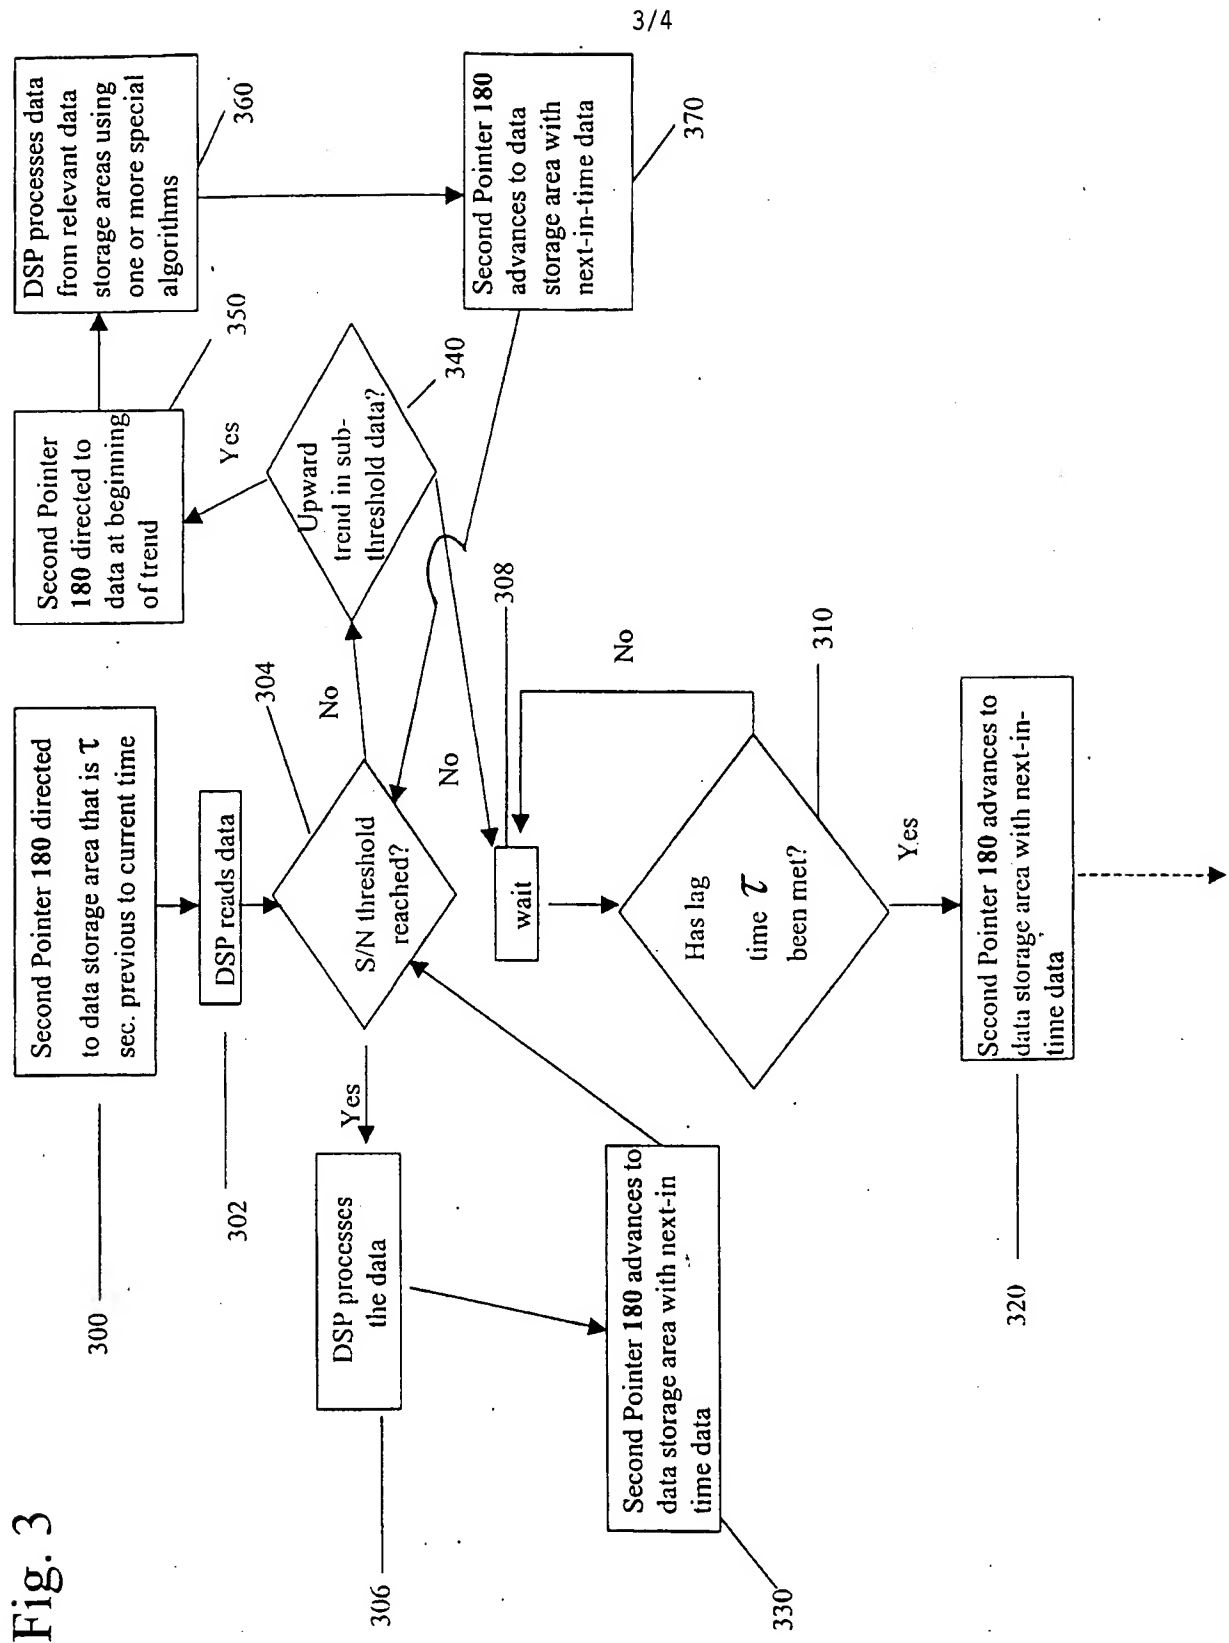 3/4
Fig. 3
300
Second Pointer 180 directed
to data storage area that is τ
sec. previous to current time
302
DSP reads data
304
S/N threshold
reached?
Yes
No
306
DSP processes
the data
330
Second Pointer 180 advances to
data storage area with next-in
time data
340
Upward
trend in sub-
threshold data?
Yes
No
350
Second Pointer
180 directed to
data at beginning
of trend
360
DSP processes data
from relevant data
storage areas using
one or more special
algorithms
370
Second Pointer 180
advances to data
storage area with
next-in-time data
308
wait
310
Has lag
time τ
been met?
No
Yes
320
Second Pointer 180 advances to
data storage area with next-in-
time data